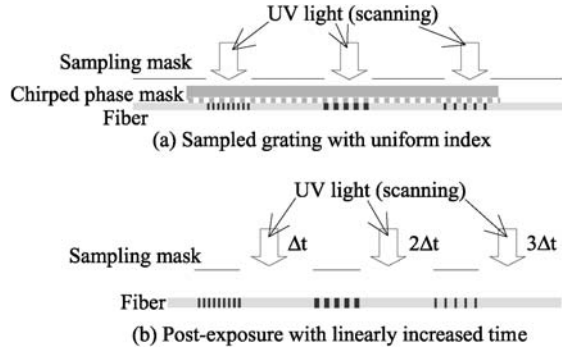 UV light (scanning)
Sampling mask
Chirped phase mask
Fiber
(a) Sampled grating with uniform index
UV light (scanning)
Δt
2Δt
3Δt
Sampling mask
Fiber
(b) Post-exposure with linearly increased time